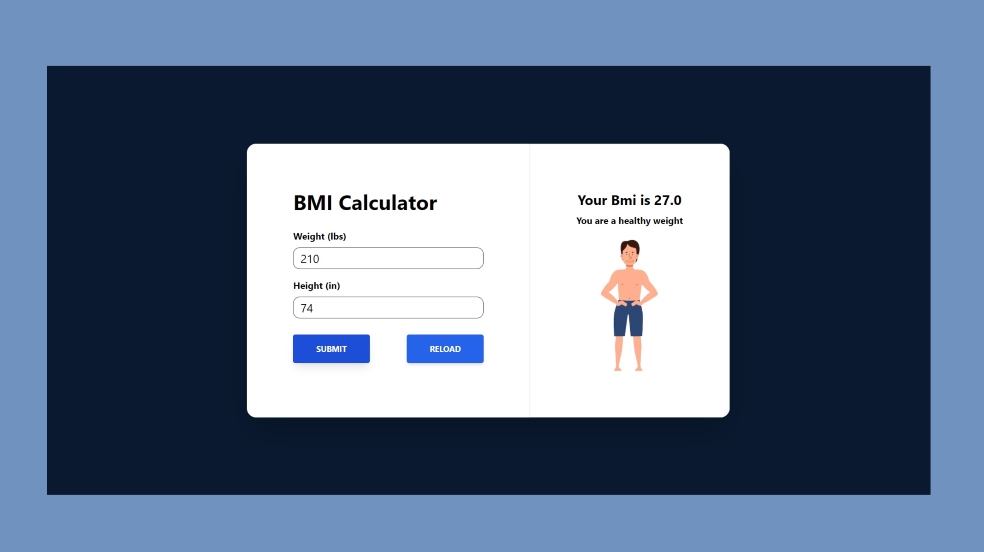 BMI Calculator
Weight (lbs)
210
Height (in)
74
SUBMIT
RELOAD
Your Bmi is 27.0
You are a healthy weight